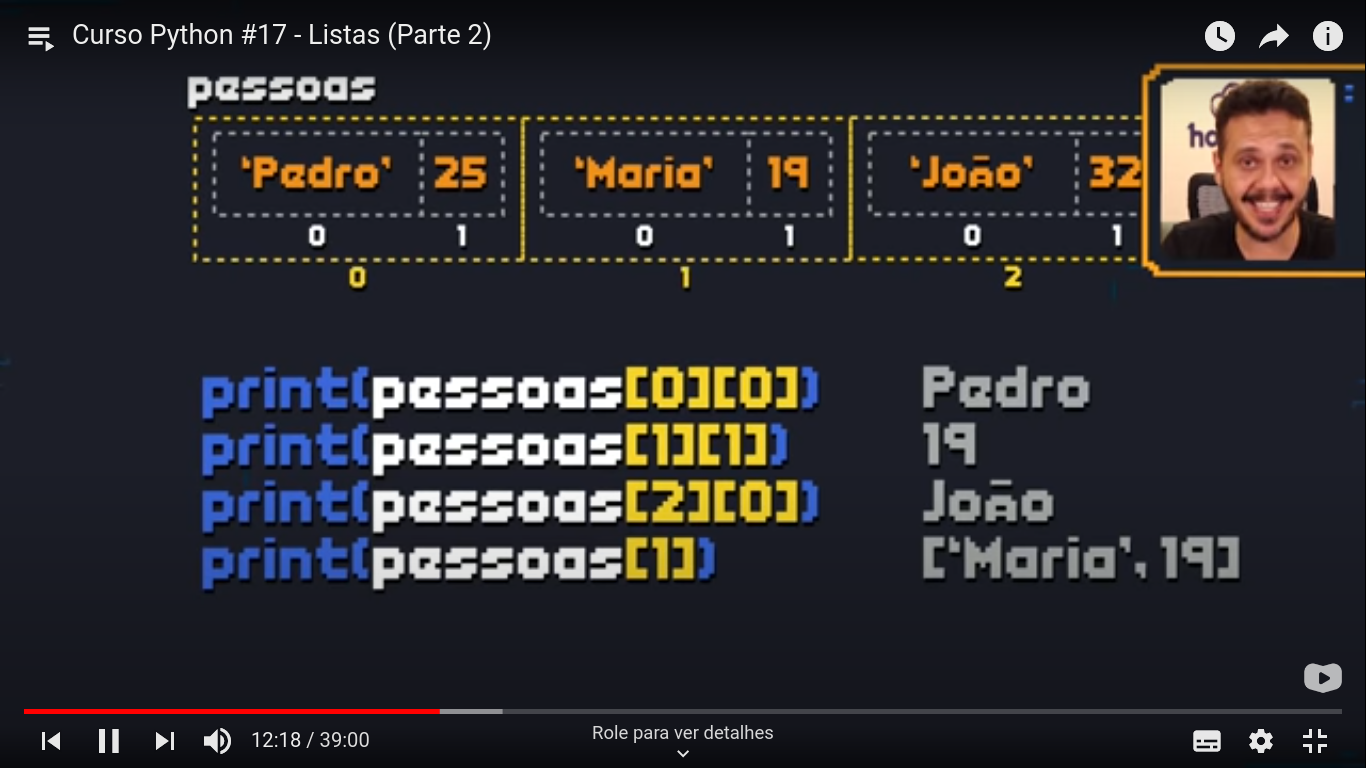 Curso Python #17 - Listas (Parte 2)
pessoas
'Pedro' 25 'Maria' 19 'João' 32
0 1 0 1 0 1
0 1 2
print(pessoas[0][0]) Pedro
print(pessoas[1][1]) 19
print(pessoas[2][0]) João
print(pessoas[1]) ['Maria', 19]
12:18 / 39:00
Role para ver detalhes